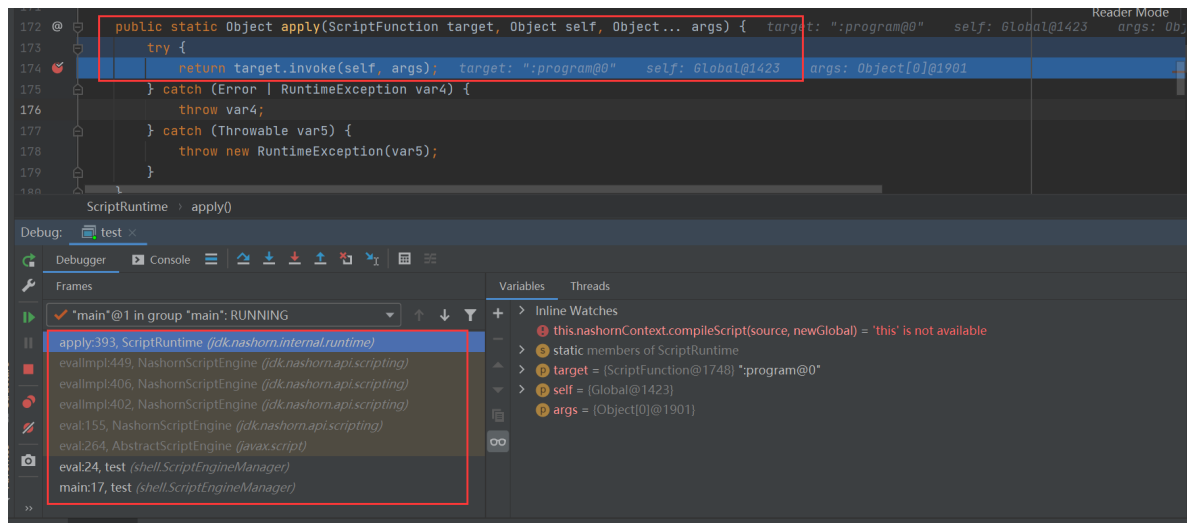 Reader Mode
172 @ public static Object apply(ScriptFunction target, Object self, Object... args) { target: ":program@0" self: Global@1423 args: Obj
173 try {
174 return target.invoke(self, args); target: ":program@0" self: Global@1423 args: Object[0]@1901
175 } catch (Error | RuntimeException var4) {
176 throw var4;
177 } catch (Throwable var5) {
178 throw new RuntimeException(var5);
179 }
180 }
ScriptRuntime › apply()
Debug: test ×
Debugger Console
Frames
"main"@1 in group "main": RUNNING
apply:393, ScriptRuntime (jdk.nashorn.internal.runtime)
evalImpl:449, NashornScriptEngine (jdk.nashorn.api.scripting)
evalImpl:406, NashornScriptEngine (jdk.nashorn.api.scripting)
evalImpl:402, NashornScriptEngine (jdk.nashorn.api.scripting)
eval:155, NashornScriptEngine (jdk.nashorn.api.scripting)
eval:264, AbstractScriptEngine (javax.script)
eval:24, test (shell.ScriptEngineManager)
main:17, test (shell.ScriptEngineManager)
Variables Threads
Inline Watches
this.nashornContext.compileScript(source, newGlobal) = 'this' is not available
static members of ScriptRuntime
target = {ScriptFunction@1748} ":program@0"
self = {Global@1423}
args = {Object[0]@1901}